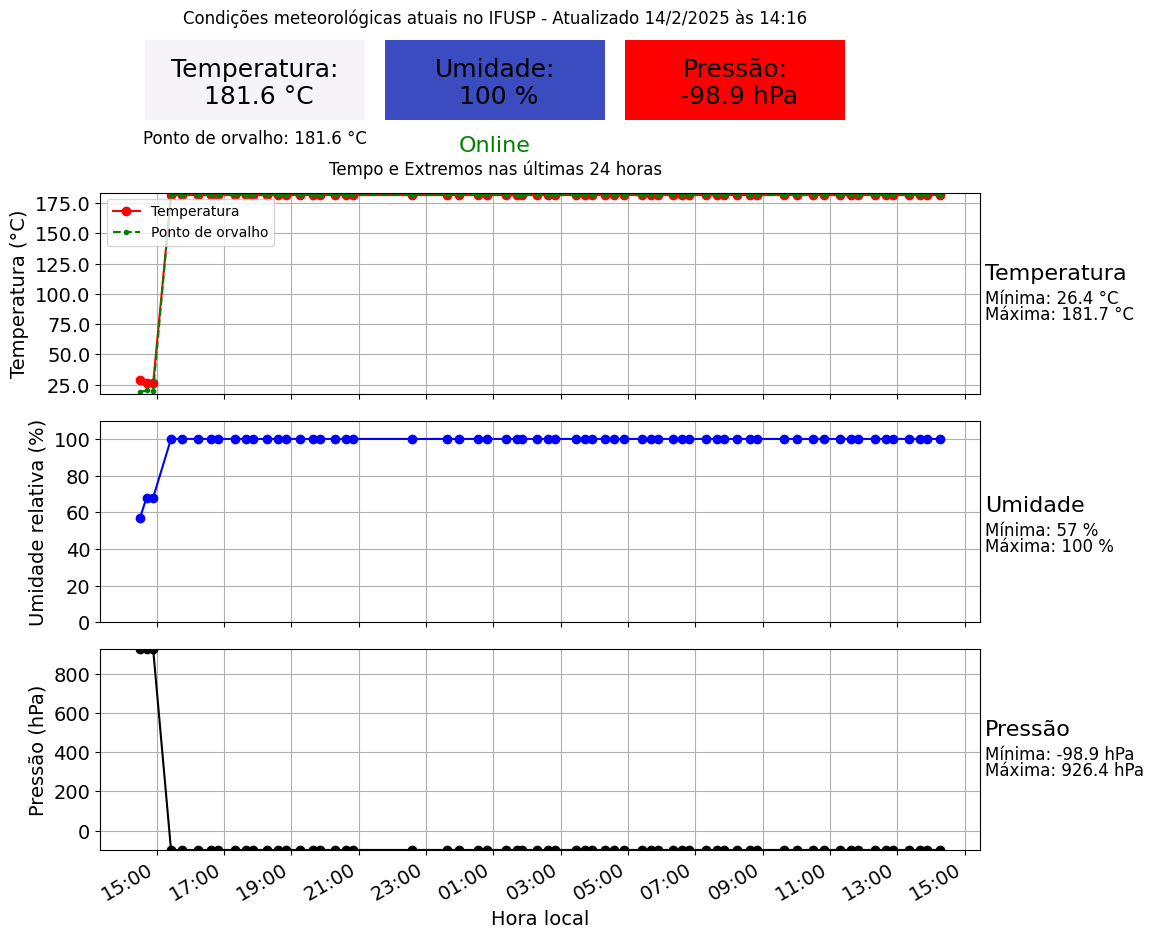 Condições meteorológicas atuais no IFUSP - Atualizado 14/2/2025 às 14:16
Temperatura:
181.6 °C
Umidade:
100 %
Pressão:
-98.9 hPa
Ponto de orvalho: 181.6 °C
Online
Tempo e Extremos nas últimas 24 horas
Temperatura (°C)
175.0
150.0
125.0
100.0
75.0
50.0
25.0
Temperatura
Ponto de orvalho
Temperatura
Mínima: 26.4 °C
Máxima: 181.7 °C
Umidade relativa (%)
100
80
60
40
20
0
Umidade
Mínima: 57 %
Máxima: 100 %
Pressão (hPa)
800
600
400
200
0
Pressão
Mínima: -98.9 hPa
Máxima: 926.4 hPa
15:00 17:00 19:00 21:00 23:00 01:00 03:00 05:00 07:00 09:00 11:00 13:00 15:00
Hora local